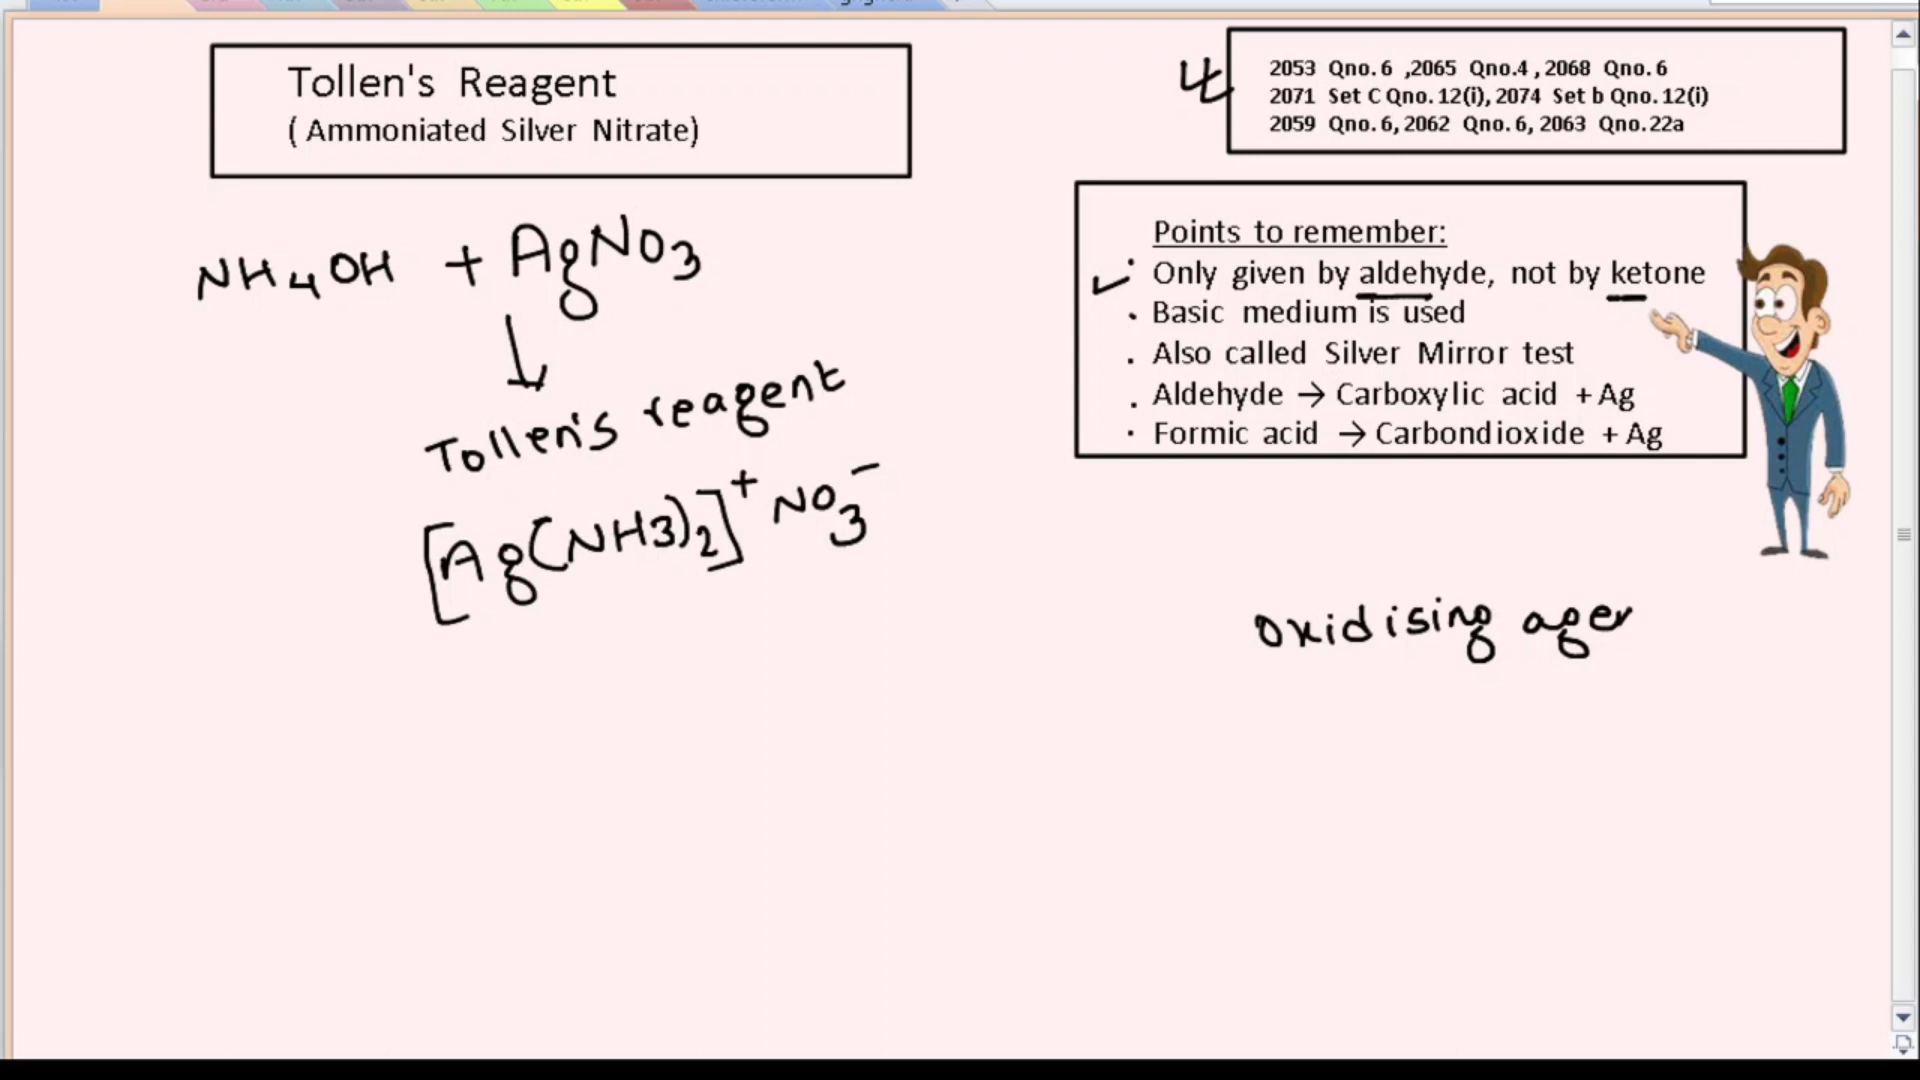 Tollen's Reagent
( Ammoniated Silver Nitrate)
2053 Qno. 6 ,2065 Qno.4 , 2068 Qno. 6
2071 Set C Qno. 12(i), 2074 Set b Qno. 12(i)
2059 Qno. 6, 2062 Qno. 6, 2063 Qno.22a
Points to remember:
· Only given by aldehyde, not by ketone
· Basic medium is used
. Also called Silver Mirror test
. Aldehyde → Carboxylic acid + Ag
· Formic acid → Carbondioxide + Ag
NH4OH + AgNO3
↓
Tollen's reagent
[Ag(NH3)2]+ NO3-
Oxidising agen